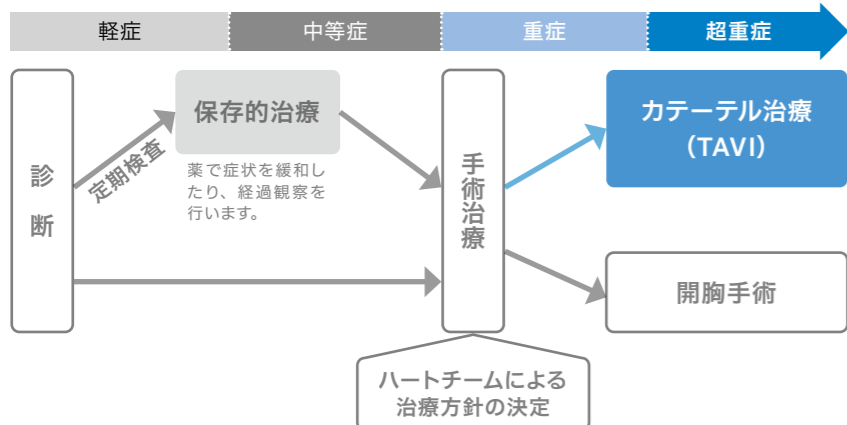 軽症
中等症
重症
超重症
診断
定期検査
保存的治療
薬で症状を緩和し
たり、経過観察を
行います。
手術治療
カテーテル治療
（TAVI）
開胸手術
ハートチームによる
治療方針の決定